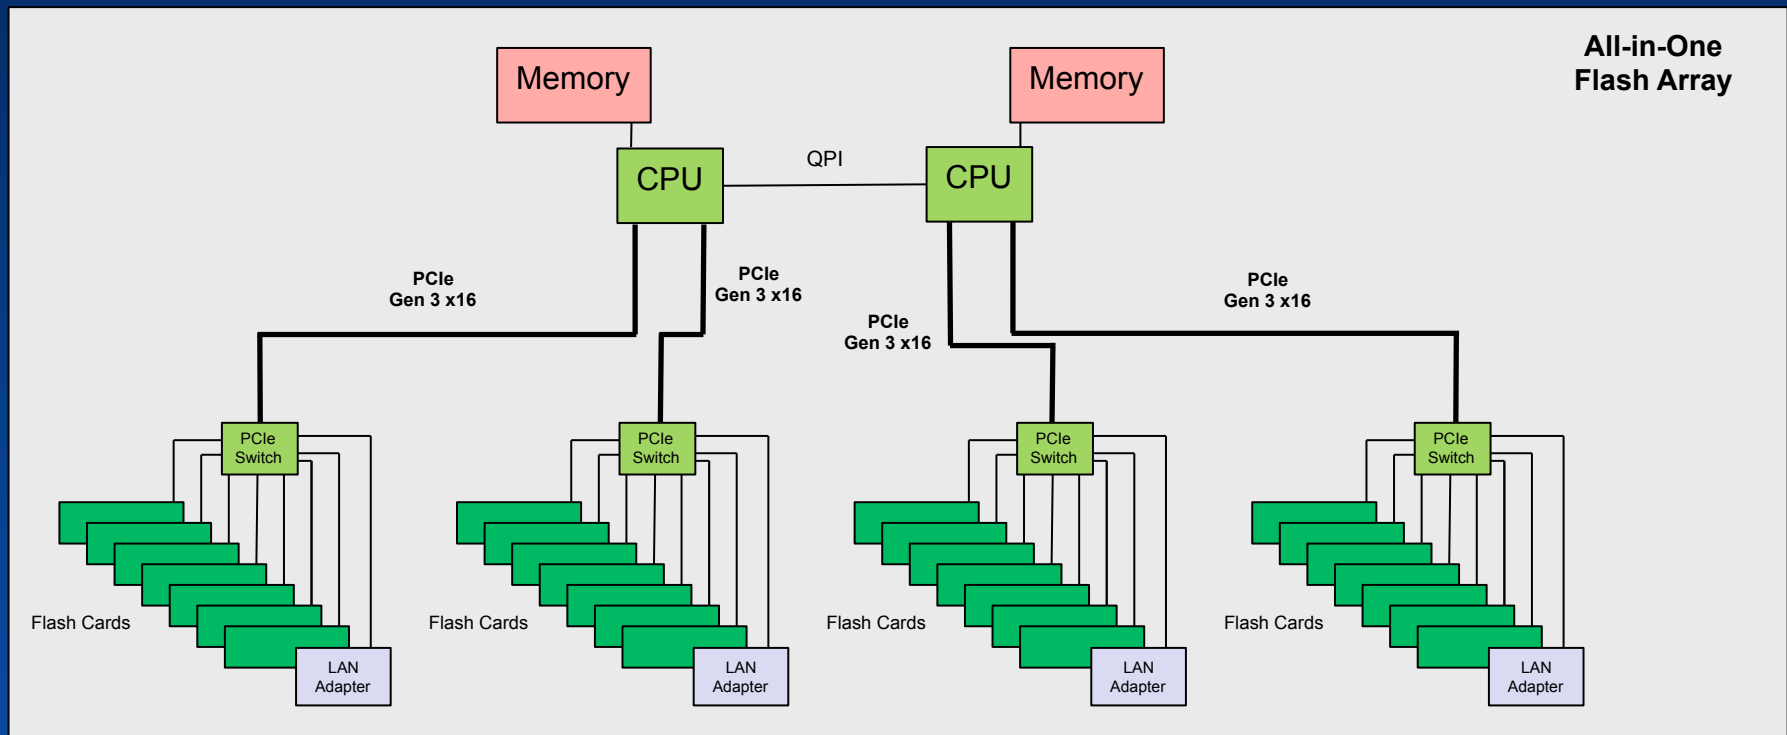 All-in-One
Flash Array
Memory
Memory
CPU
QPI
CPU
PCIe
Gen 3 x16
PCIe
Gen 3 x16
PCIe
Gen 3 x16
PCIe
Gen 3 x16
PCIe
Switch
PCIe
Switch
PCIe
Switch
PCIe
Switch
Flash Cards
Flash Cards
Flash Cards
Flash Cards
LAN
Adapter
LAN
Adapter
LAN
Adapter
LAN
Adapter